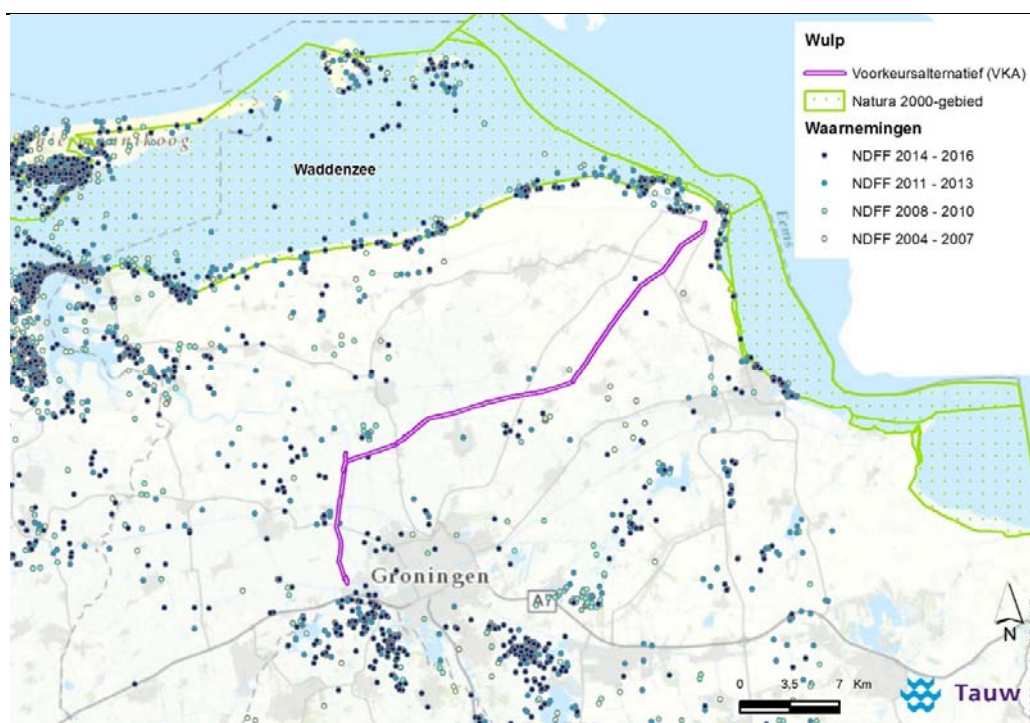 Wulp
Voorkeursalternatief (VKA)
Natura 2000-gebied
Waarnemingen
NDFF 2014 - 2016
NDFF 2011 - 2013
NDFF 2008 - 2010
NDFF 2004 - 2007
Waddenzee
Eems
Groningen
A7
N
0 3,5 7 Km
Tauw